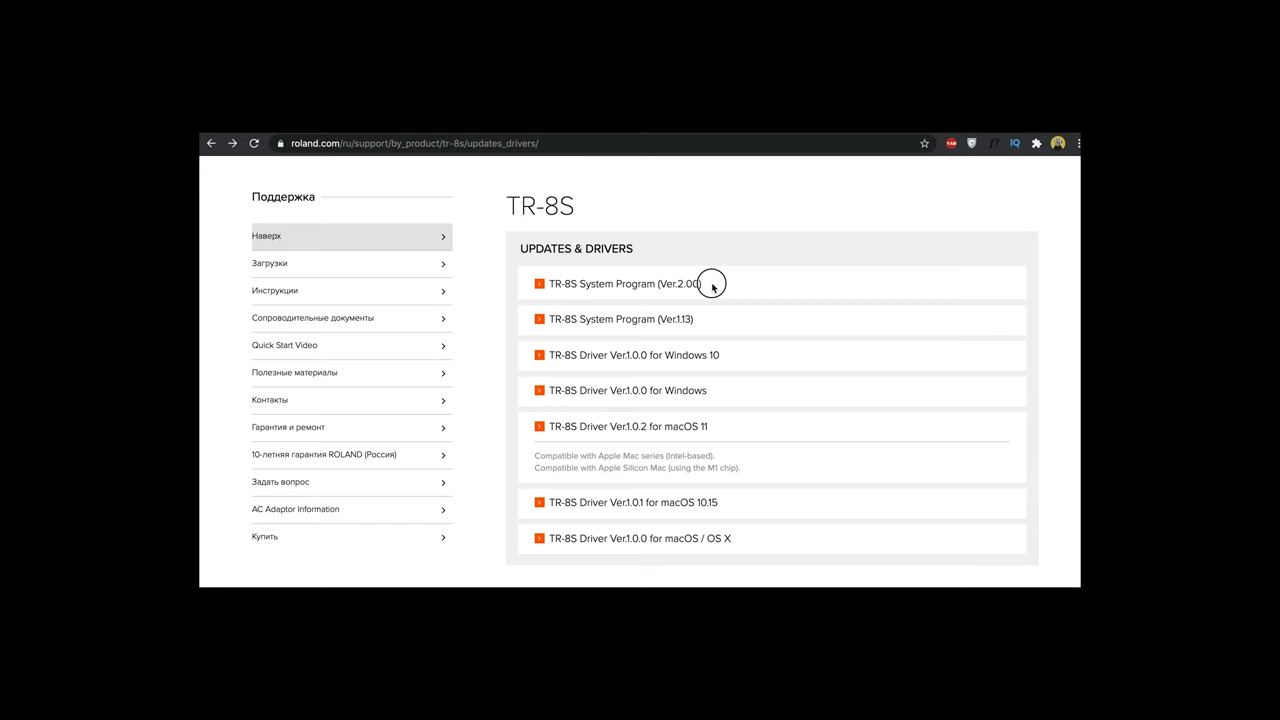 roland.com/ru/support/by_product/tr-8s/updates_drivers/
YAB
f?
IQ
Поддержка
Наверх
Загрузки
Инструкции
Сопроводительные документы
Quick Start Video
Полезные материалы
Контакты
Гарантия и ремонт
10-летняя гарантия ROLAND (Россия)
Задать вопрос
AC Adaptor Information
Купить
TR-8S
UPDATES & DRIVERS
TR-8S System Program (Ver.2.00)
TR-8S System Program (Ver.1.13)
TR-8S Driver Ver.1.0.0 for Windows 10
TR-8S Driver Ver.1.0.0 for Windows
TR-8S Driver Ver.1.0.2 for macOS 11
Compatible with Apple Mac series (Intel-based).
Compatible with Apple Silicon Mac (using the M1 chip).
TR-8S Driver Ver.1.0.1 for macOS 10.15
TR-8S Driver Ver.1.0.0 for macOS / OS X